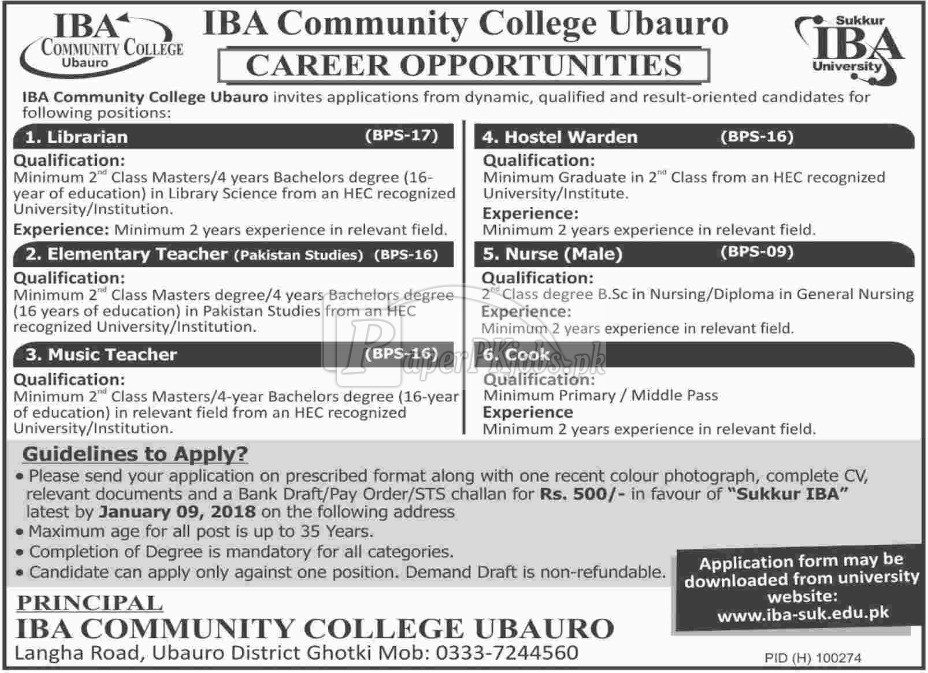 IBA
COMMUNITY COLLEGE
Ubauro
IBA Community College Ubauro
CAREER OPPORTUNITIES
Sukkur
IBA
University
IBA Community College Ubauro invites applications from dynamic, qualified and result-oriented candidates for
following positions:
1. Librarian (BPS-17)
Qualification:
Minimum 2nd Class Masters/4 years Bachelors degree (16-
year of education) in Library Science from an HEC recognized
University/Institution.
Experience: Minimum 2 years experience in relevant field.
2. Elementary Teacher (Pakistan Studies) (BPS-16)
Qualification:
Minimum 2nd Class Masters degree/4 years Bachelors degree
(16 years of education) in Pakistan Studies from an HEC
recognized University/Institution.
3. Music Teacher (BPS-16)
Qualification:
Minimum 2nd Class Masters/4-year Bachelors degree (16-year
of education) in relevant field from an HEC recognized
University/Institution.
4. Hostel Warden (BPS-16)
Qualification:
Minimum Graduate in 2nd Class from an HEC recognized
University/Institute.
Experience:
Minimum 2 years experience in relevant field.
5. Nurse (Male) (BPS-09)
Qualification:
2nd Class degree B.Sc in Nursing/Diploma in General Nursing
Experience:
Minimum 2 years experience in relevant field.
6. Cook
Qualification:
Minimum Primary / Middle Pass
Experience
Minimum 2 years experience in relevant field.
PaperPKjobs.pk
Guidelines to Apply?
• Please send your application on prescribed format along with one recent colour photograph, complete CV,
relevant documents and a Bank Draft/Pay Order/STS challan for Rs. 500/- in favour of "Sukkur IBA"
latest by January 09, 2018 on the following address
• Maximum age for all post is up to 35 Years.
• Completion of Degree is mandatory for all categories.
• Candidate can apply only against one position. Demand Draft is non-refundable.
Application form may be
downloaded from university
website:
www.iba-suk.edu.pk
PRINCIPAL
IBA COMMUNITY COLLEGE UBAURO
Langha Road, Ubauro District Ghotki Mob: 0333-7244560
PID (H) 100274